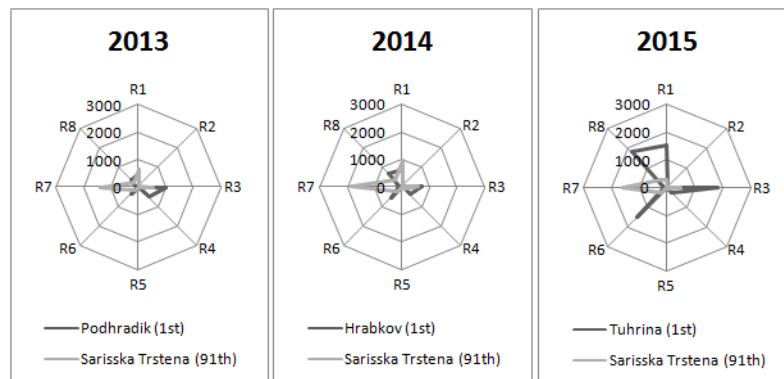 2013
R1
3000
R8
R2
2000
1000
R7
0
R3
R6
R4
R5
Podhradik (1st)
Sarisska Trstena (91th)
2014
R1
3000
R8
R2
2000
1000
R7
0
R3
R6
R4
R5
Hrabkov (1st)
Sarisska Trstena (91th)
2015
R1
3000
R8
R2
2000
1000
R7
0
R3
R6
R4
R5
Tuhrina (1st)
Sarisska Trstena (91th)